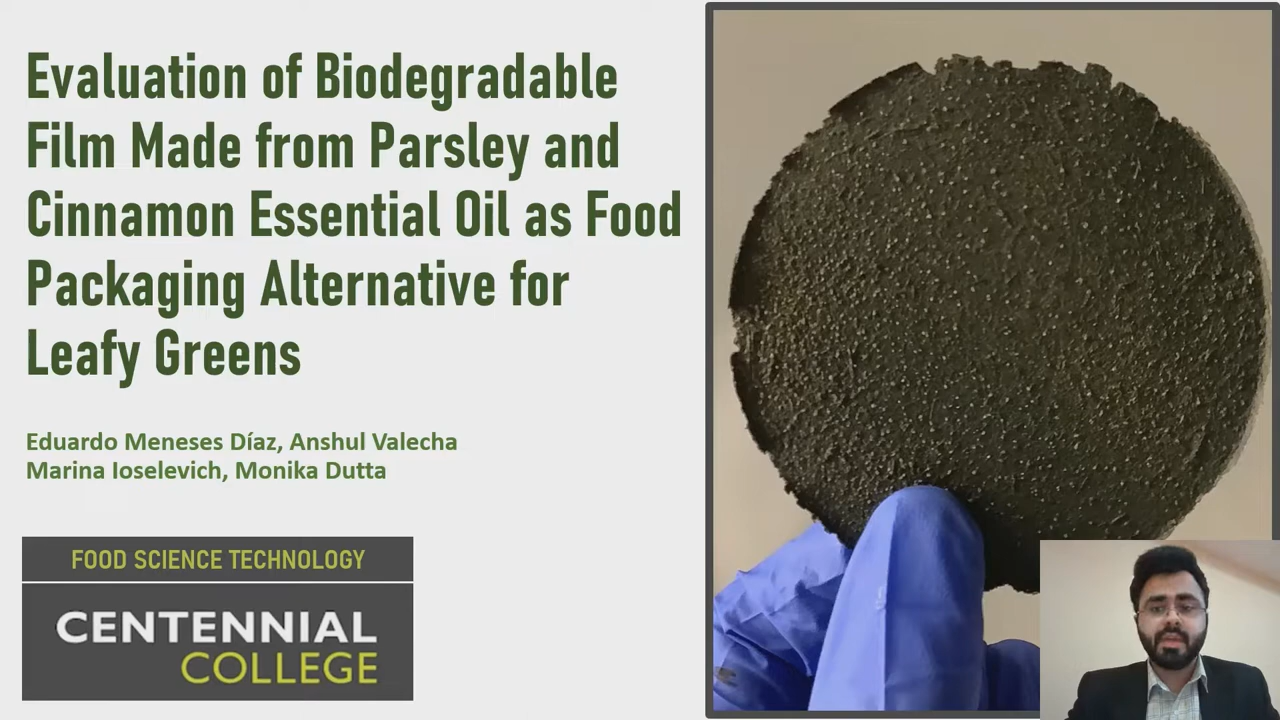 Evaluation of Biodegradable
Film Made from Parsley and
Cinnamon Essential Oil as Food
Packaging Alternative for
Leafy Greens
Eduardo Meneses Díaz, Anshul Valecha
Marina Ioselevich, Monika Dutta
FOOD SCIENCE TECHNOLOGY
CENTENNIAL
COLLEGE